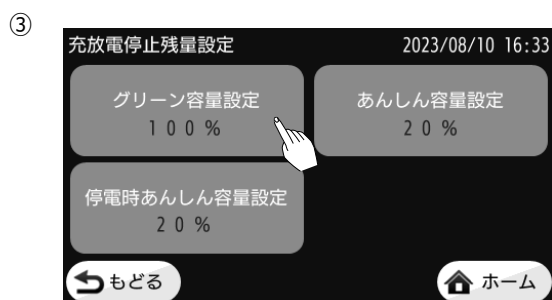 ③
充放電停止残量設定 2023/08/10 16:33
グリーン容量設定
100%
あんしん容量設定
20%
停電時あんしん容量設定
20%
もどる
ホーム